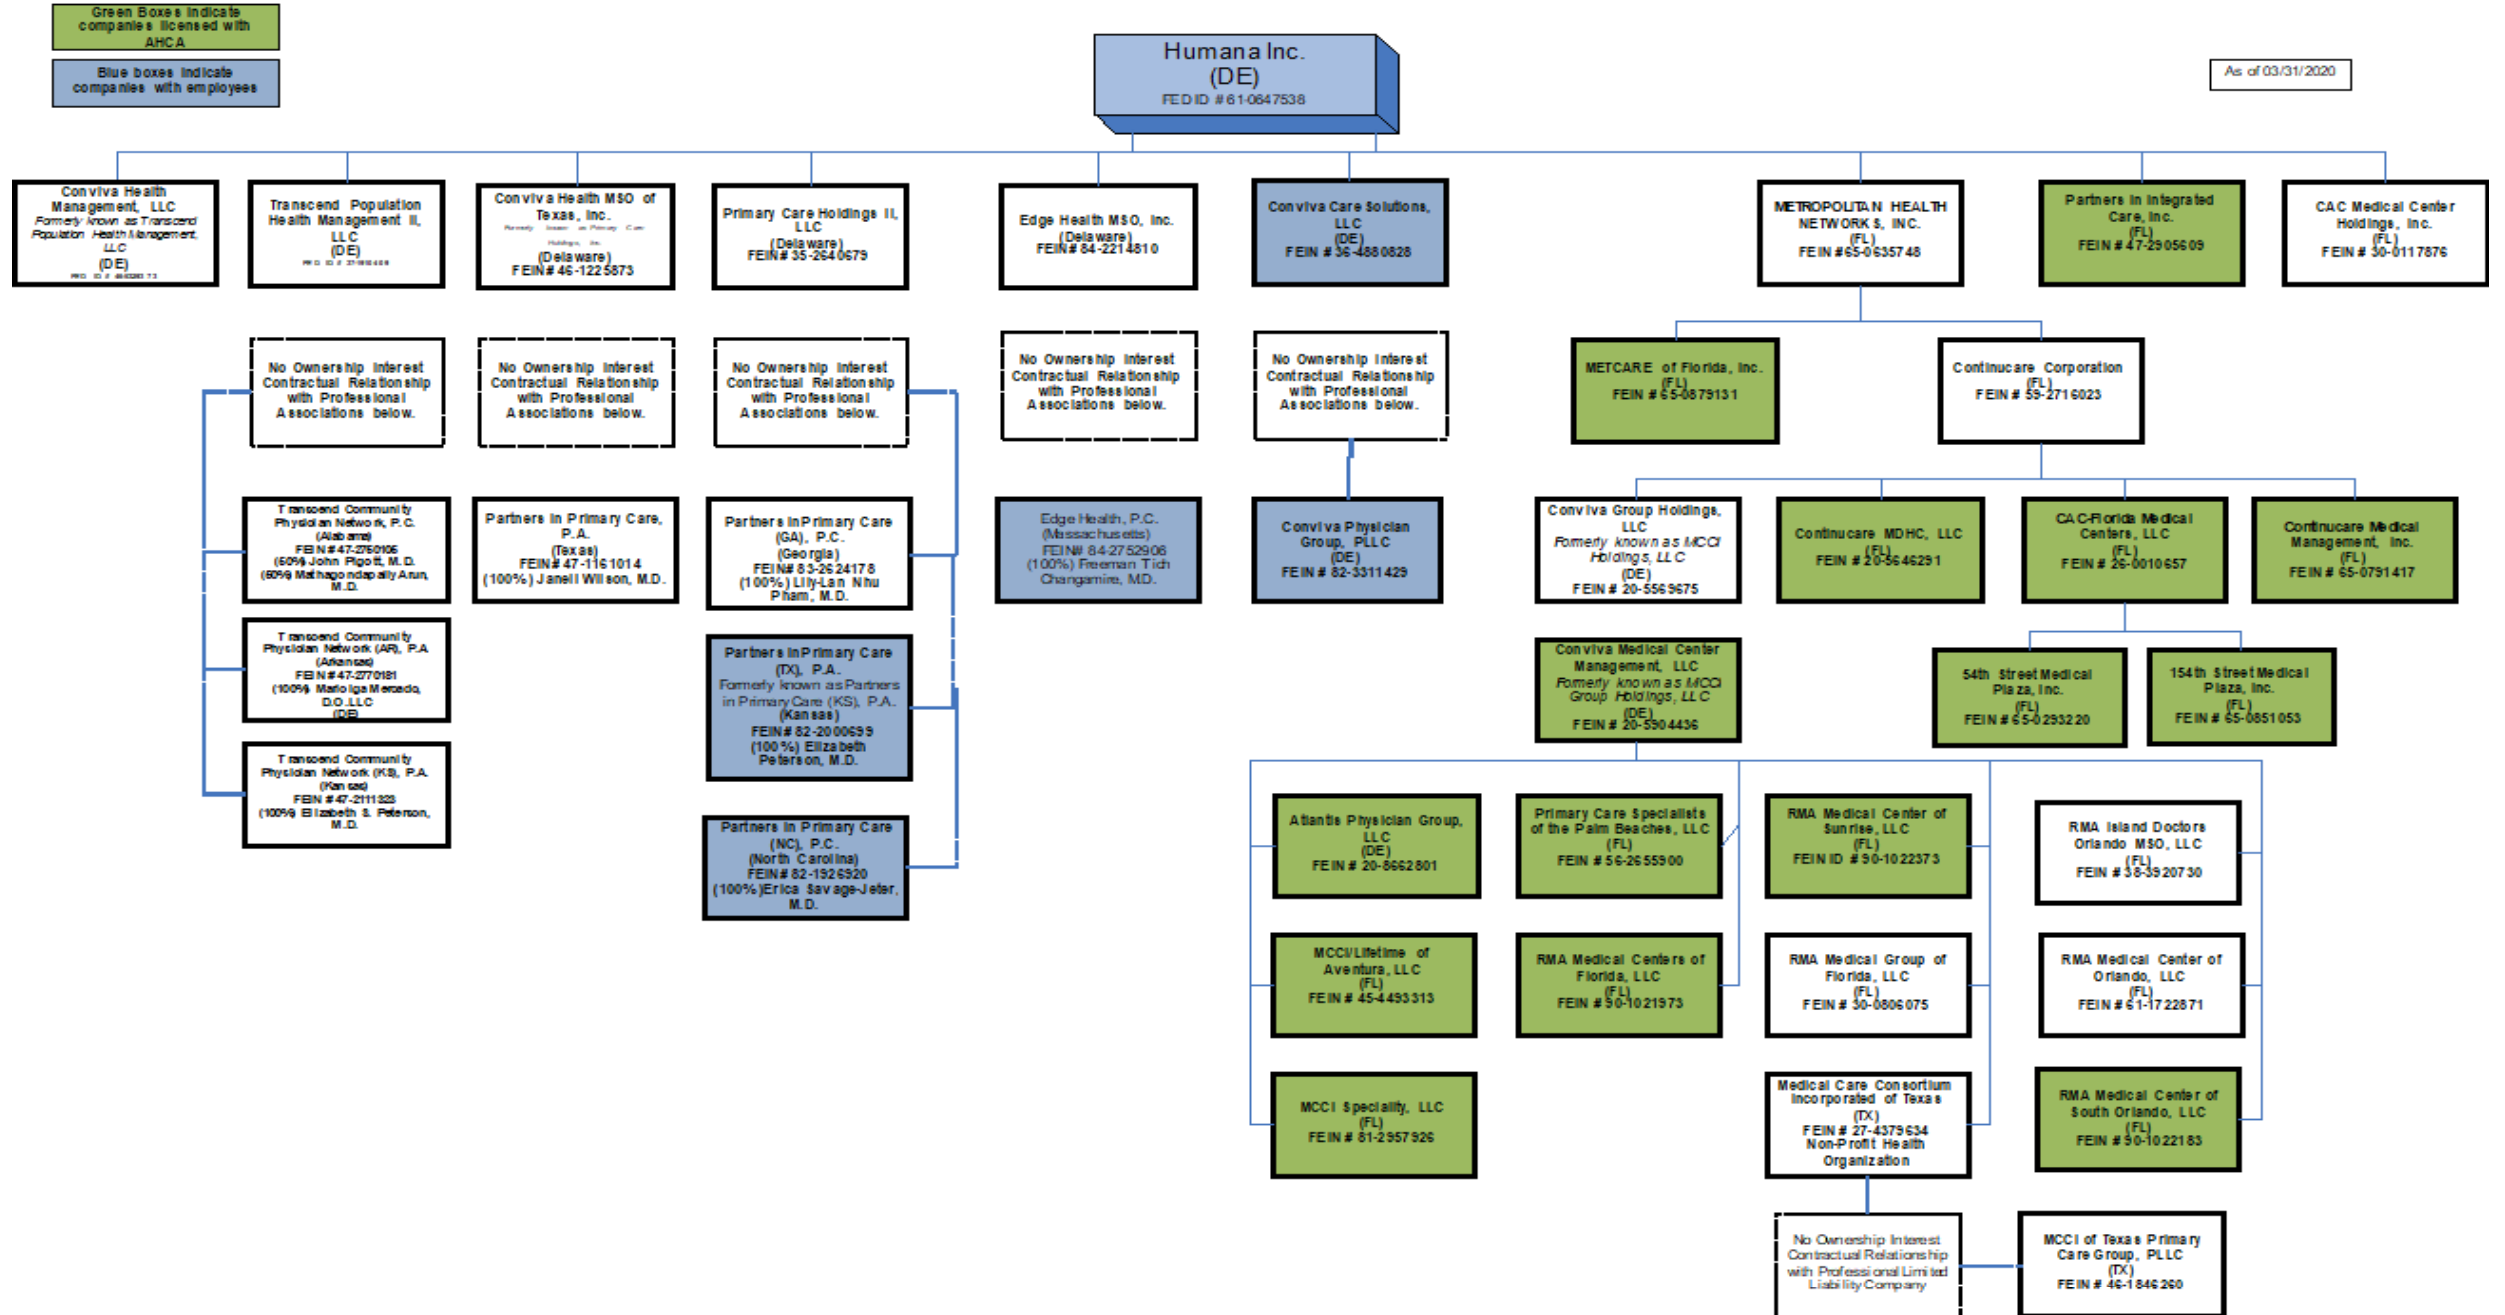 Green Boxes Indicate
companies licensed with
AHCA
Blue boxes Indicate
companies with employees
Humana Inc.
(DE)
FED ID # 61-0647538
As of 03/31/2020
Conviva Health
Management, LLC
Formerly known as Transcend
Population Health Management,
LLC
(DE)
FED ID #
Transcend Population
Health Management II,
LLC
(DE)
FED ID #
Conviva Health MSO of
Texas, Inc.
Formerly known as Primary Care
Holdings, Inc.
(Delaware)
FEIN# 46-1225873
Primary Care Holdings II,
LLC
(Delaware)
FEIN# 35-2640679
Edge Health MSO, Inc.
(Delaware)
FEIN# 84-2214810
Conviva Care Solutions,
LLC
(DE)
FEIN # 36-4880828
METROPOLITAN HEALTH
NETWORKS, INC.
(FL)
FEIN #65-0635748
Partners in Integrated
Care, Inc.
(FL)
FEIN # 47-2905609
CAC Medical Center
Holdings, Inc.
(FL)
FEIN # 30-0117876
No Ownership Interest
Contractual Relationship
with Professional
Associations below.
No Ownership Interest
Contractual Relationship
with Professional
Associations below.
No Ownership Interest
Contractual Relationship
with Professional
Associations below.
No Ownership Interest
Contractual Relationship
with Professional
Associations below.
No Ownership Interest
Contractual Relationship
with Professional
Associations below.
METCARE of Florida, Inc.
(FL)
FEIN # 65-0879131
Continucare Corporation
(FL)
FEIN # 59-2716023
Transcend Community
Physician Network, P.C.
(Alabama)
FEIN # 47-2750106
(50%) John Pigott, M.D.
(50%) Mathagondapally Arun,
M.D.
Partners in Primary Care,
P.A.
(Texas)
FEIN# 47-1161014
(100%) Janell Wilson, M.D.
Partners in Primary Care
(GA), P.C.
(Georgia)
FEIN# 83-2624178
(100%) Lily-Lan Nhu
Pham, M.D.
Edge Health, P.C.
(Massachusetts)
FEIN# 84-2752906
(100%) Freeman Tich
Changamire, M.D.
Conviva Physician
Group, PLLC
(DE)
FEIN # 82-3311429
Conviva Group Holdings,
LLC
Formerly known as MCCI
Holdings, LLC
(DE)
FEIN # 20-5569675
Continucare MDHC, LLC
(FL)
FEIN # 20-5646291
CAC-Florida Medical
Centers, LLC
(FL)
FEIN # 26-0010657
Continucare Medical
Management, Inc.
(FL)
FEIN # 65-0791417
Transcend Community
Physician Network (AR), P.A
(Arkansas)
FEIN # 47-2770181
(100%) Mariolga Mercado,
D.O.LLC
(DE)
Partners in Primary Care
(TX), P.A.
Formerly known as Partners
in Primary Care (KS), P.A.
(Kansas)
FEIN# 82-2000699
(100%) Elizabeth
Peterson, M.D.
Conviva Medical Center
Management, LLC
Formerly known as MCCI
Group Holdings, LLC
(DE)
FEIN # 20-5904436
54th Street Medical
Plaza, Inc.
(FL)
FEIN # 65-0293220
154th Street Medical
Plaza, Inc.
(FL)
FEIN # 65-0851053
Transcend Community
Physician Network (KS), P.A.
(Kansas)
FEIN # 47-2111323
(100%) Elizabeth S. Peterson,
M.D.
Partners in Primary Care
(NC), P.C.
(North Carolina)
FEIN# 82-1926920
(100%)Erica Savage-Jeter,
M.D.
Atlantis Physician Group,
LLC
(DE)
FEIN # 20-8662801
Primary Care Specialists
of the Palm Beaches, LLC
(FL)
FEIN # 56-2655900
RMA Medical Center of
Sunrise, LLC
(FL)
FEIN ID # 90-1022373
RMA Island Doctors
Orlando MSO, LLC
(FL)
FEIN # 38-3920730
MCCI/Lifetime of
Aventura, LLC
(FL)
FEIN # 45-4493313
RMA Medical Centers of
Florida, LLC
(FL)
FEIN # 90-1021973
RMA Medical Group of
Florida, LLC
(FL)
FEIN # 30-0806075
RMA Medical Center of
Orlando, LLC
(FL)
FEIN # 61-1722871
MCCI Speciality, LLC
(FL)
FEIN # 81-2957926
Medical Care Consortium
Incorporated of Texas
(TX)
FEIN # 27-4379634
Non-Profit Health
Organization
RMA Medical Center of
South Orlando, LLC
(FL)
FEIN # 90-1022183
No Ownership Interest
Contractual Relationship
with Professional Limited
Liability Company
MCCI of Texas Primary
Care Group, PLLC
(TX)
FEIN # 46-1846260